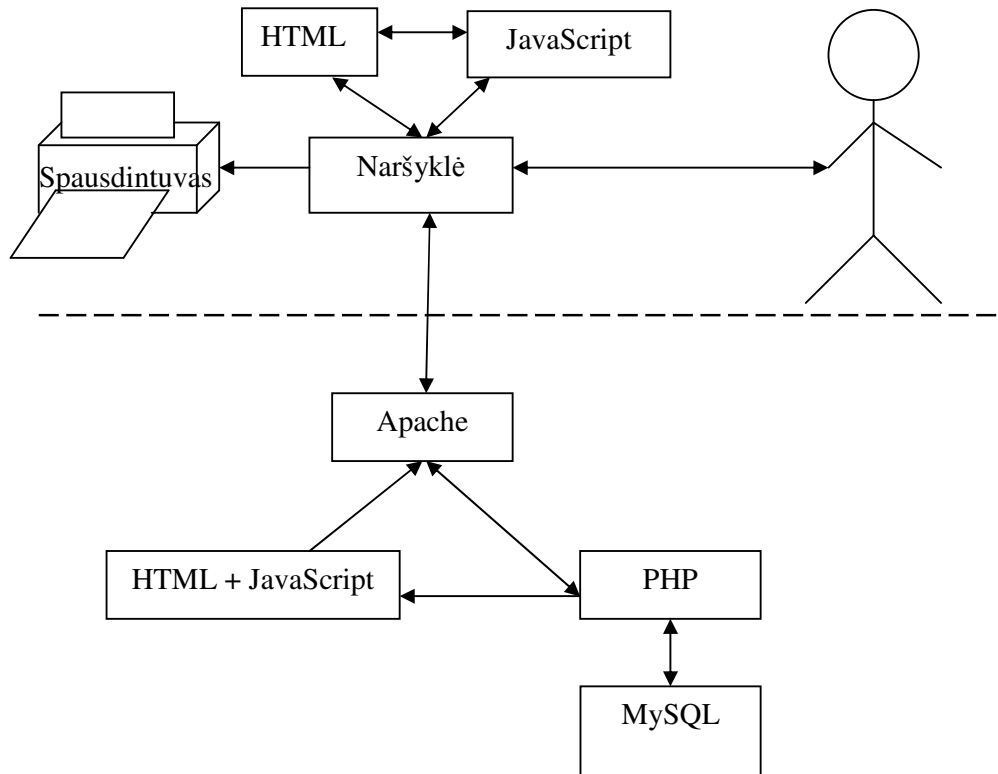 HTML
JavaScript
Spausdintuvas
Naršyklė
Apache
HTML + JavaScript
PHP
MySQL